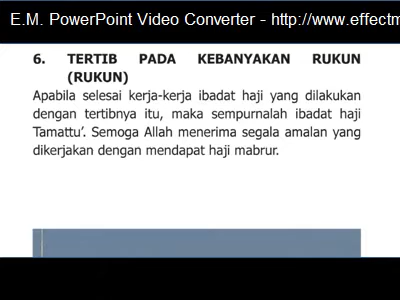 E.M. PowerPoint Video Converter - http://www.effectm
6. TERTIB PADA KEBANYAKAN RUKUN
(RUKUN)
Apabila selesai kerja-kerja ibadat haji yang dilakukan
dengan tertibnya itu, maka sempurnalah ibadat haji
Tamattu’. Semoga Allah menerima segala amalan yang
dikerjakan dengan mendapat haji mabrur.